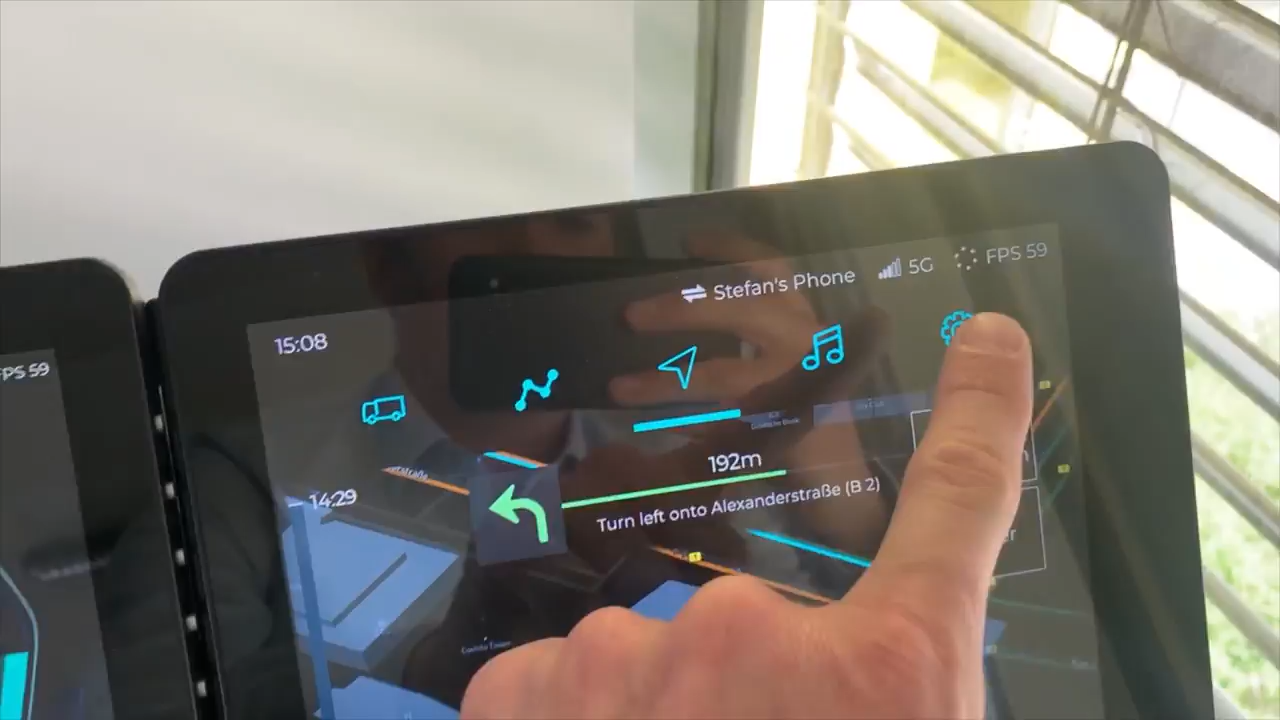 Stefan's Phone 5G FPS 59
15:08
FPS 59
192m
14:29
Turn left onto Alexanderstraße (B 2)